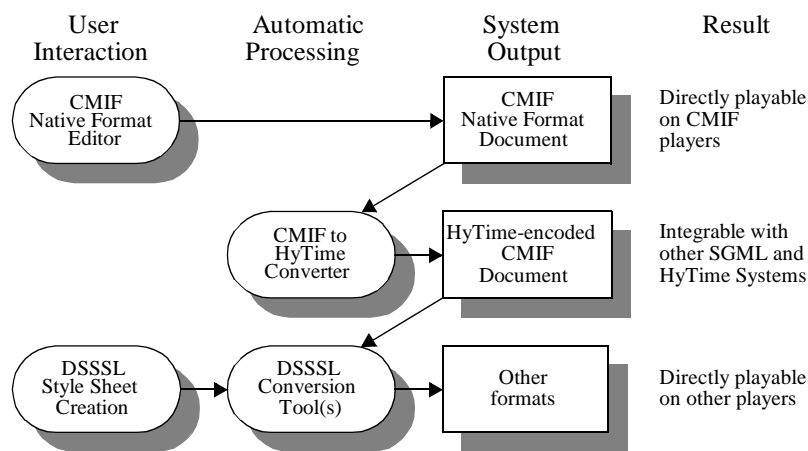 User
Interaction
Automatic
Processing
System
Output
Result
CMIF
Native Format
Editor
CMIF
Native Format
Document
Directly playable
on CMIF
players
CMIF to
HyTime
Converter
HyTime-encoded
CMIF
Document
Integrable with
other SGML and
HyTime Systems
DSSSL
Style Sheet
Creation
DSSSL
Conversion
Tool(s)
Other
formats
Directly playable
on other players